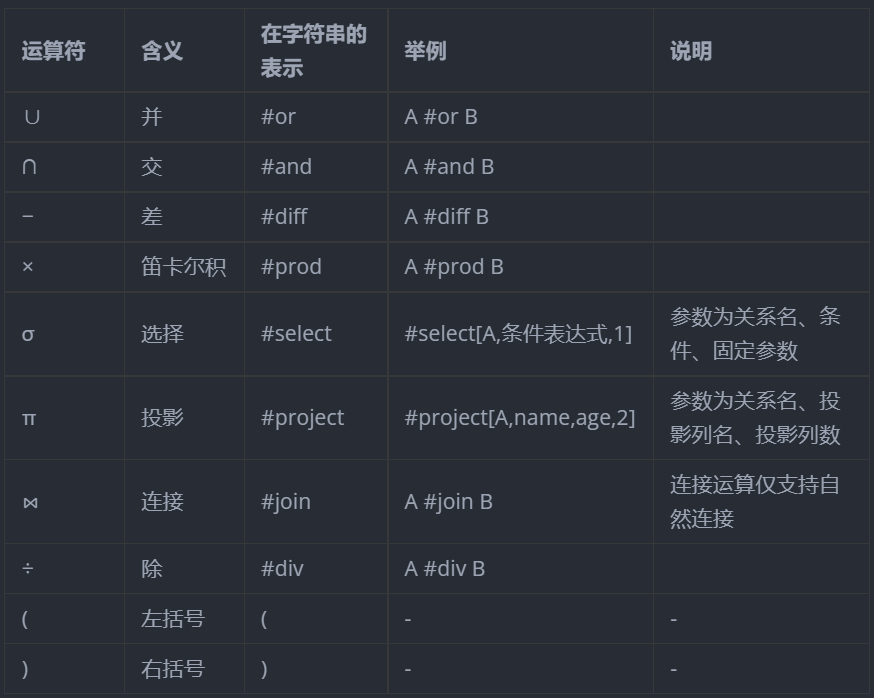 运算符 含义 在字符串的表示 举例 说明
∪ 并 #or A #or B
∩ 交 #and A #and B
− 差 #diff A #diff B
× 笛卡尔积 #prod A #prod B
σ 选择 #select #select[A,条件表达式,1] 参数为关系名、条件、固定参数
π 投影 #project #project[A,name,age,2] 参数为关系名、投影列名、投影列数
⋈ 连接 #join A #join B 连接运算仅支持自然连接
÷ 除 #div A #div B
( 左括号 ( - -
) 右括号 ) - -